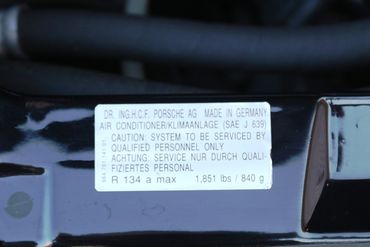 DR. ING.H.C.F. PORSCHE AG MADE IN GERMANY
AIR CONDITIONER/KLIMAANLAGE (SAE J 639)
CAUTION: SYSTEM TO BE SERVICED BY
QUALIFIED PERSONNEL ONLY
ACHTUNG: SERVICE NUR DURCH QUALI-
FIZIERTES PERSONAL
R 134 a max 1,851 lbs / 840 g